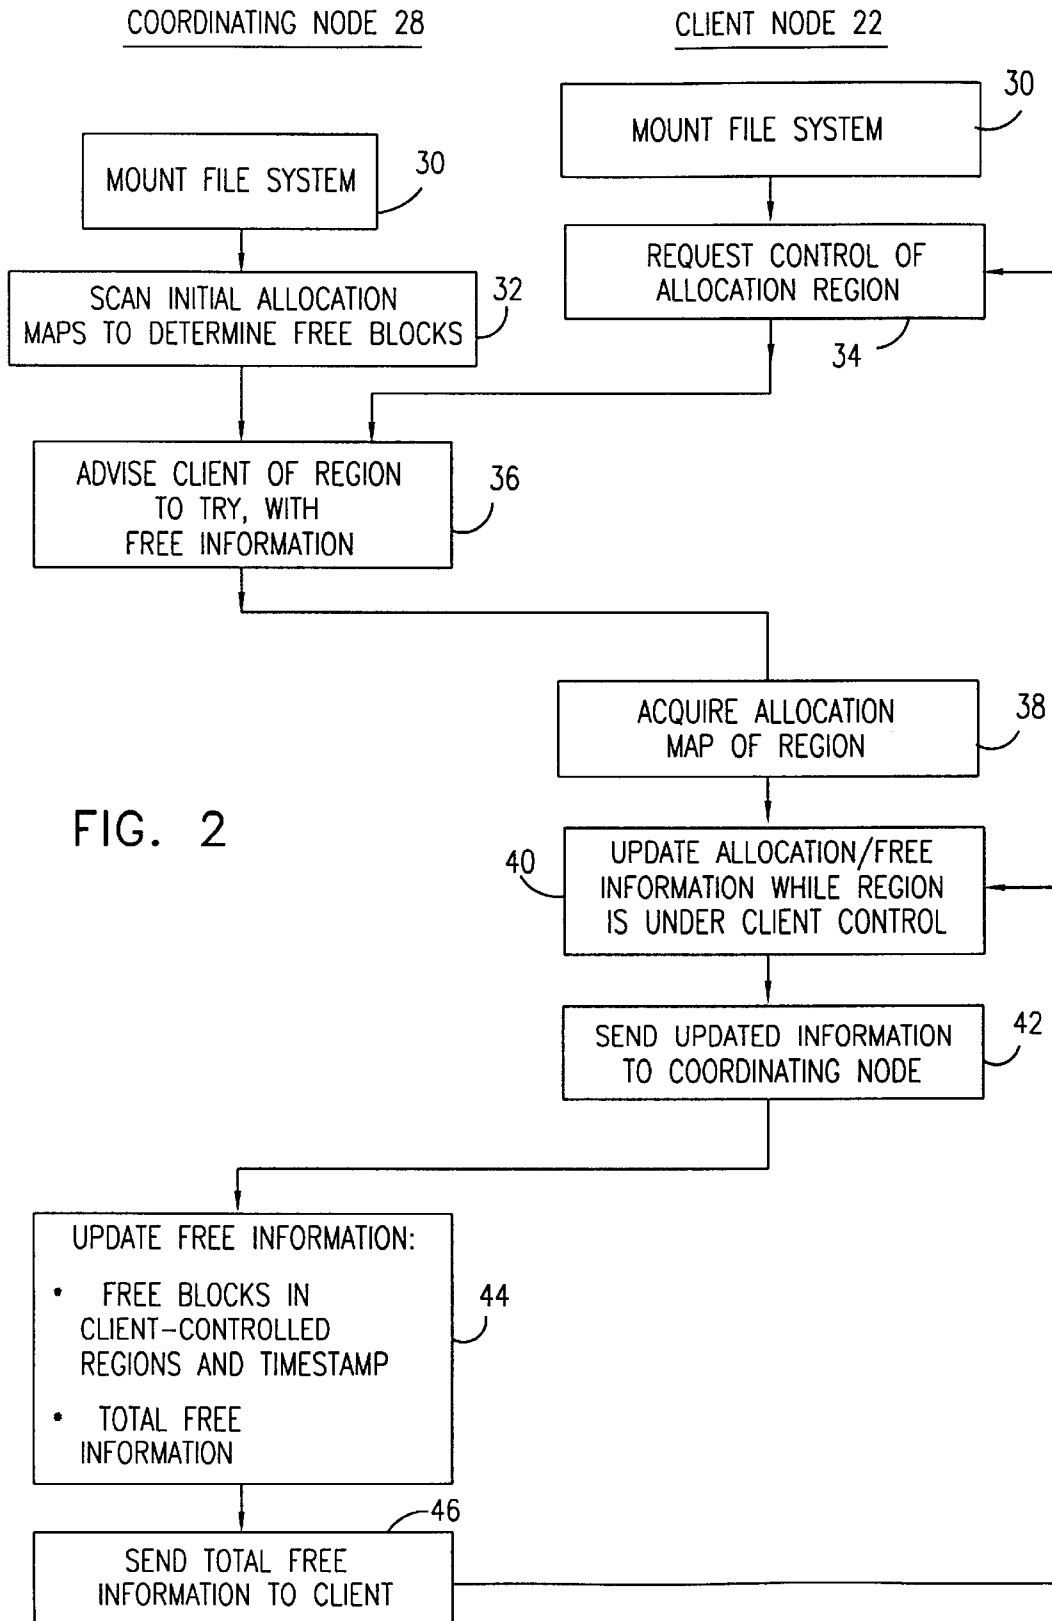 COORDINATING NODE 28
CLIENT NODE 22
MOUNT FILE SYSTEM
30
MOUNT FILE SYSTEM
30
SCAN INITIAL ALLOCATION
MAPS TO DETERMINE FREE BLOCKS
32
REQUEST CONTROL OF
ALLOCATION REGION
34
ADVISE CLIENT OF REGION
TO TRY, WITH
FREE INFORMATION
36
ACQUIRE ALLOCATION
MAP OF REGION
38
FIG. 2
40
UPDATE ALLOCATION/FREE
INFORMATION WHILE REGION
IS UNDER CLIENT CONTROL
SEND UPDATED INFORMATION
TO COORDINATING NODE
42
UPDATE FREE INFORMATION:
• FREE BLOCKS IN
CLIENT-CONTROLLED
REGIONS AND TIMESTAMP
• TOTAL FREE
INFORMATION
44
46
SEND TOTAL FREE
INFORMATION TO CLIENT